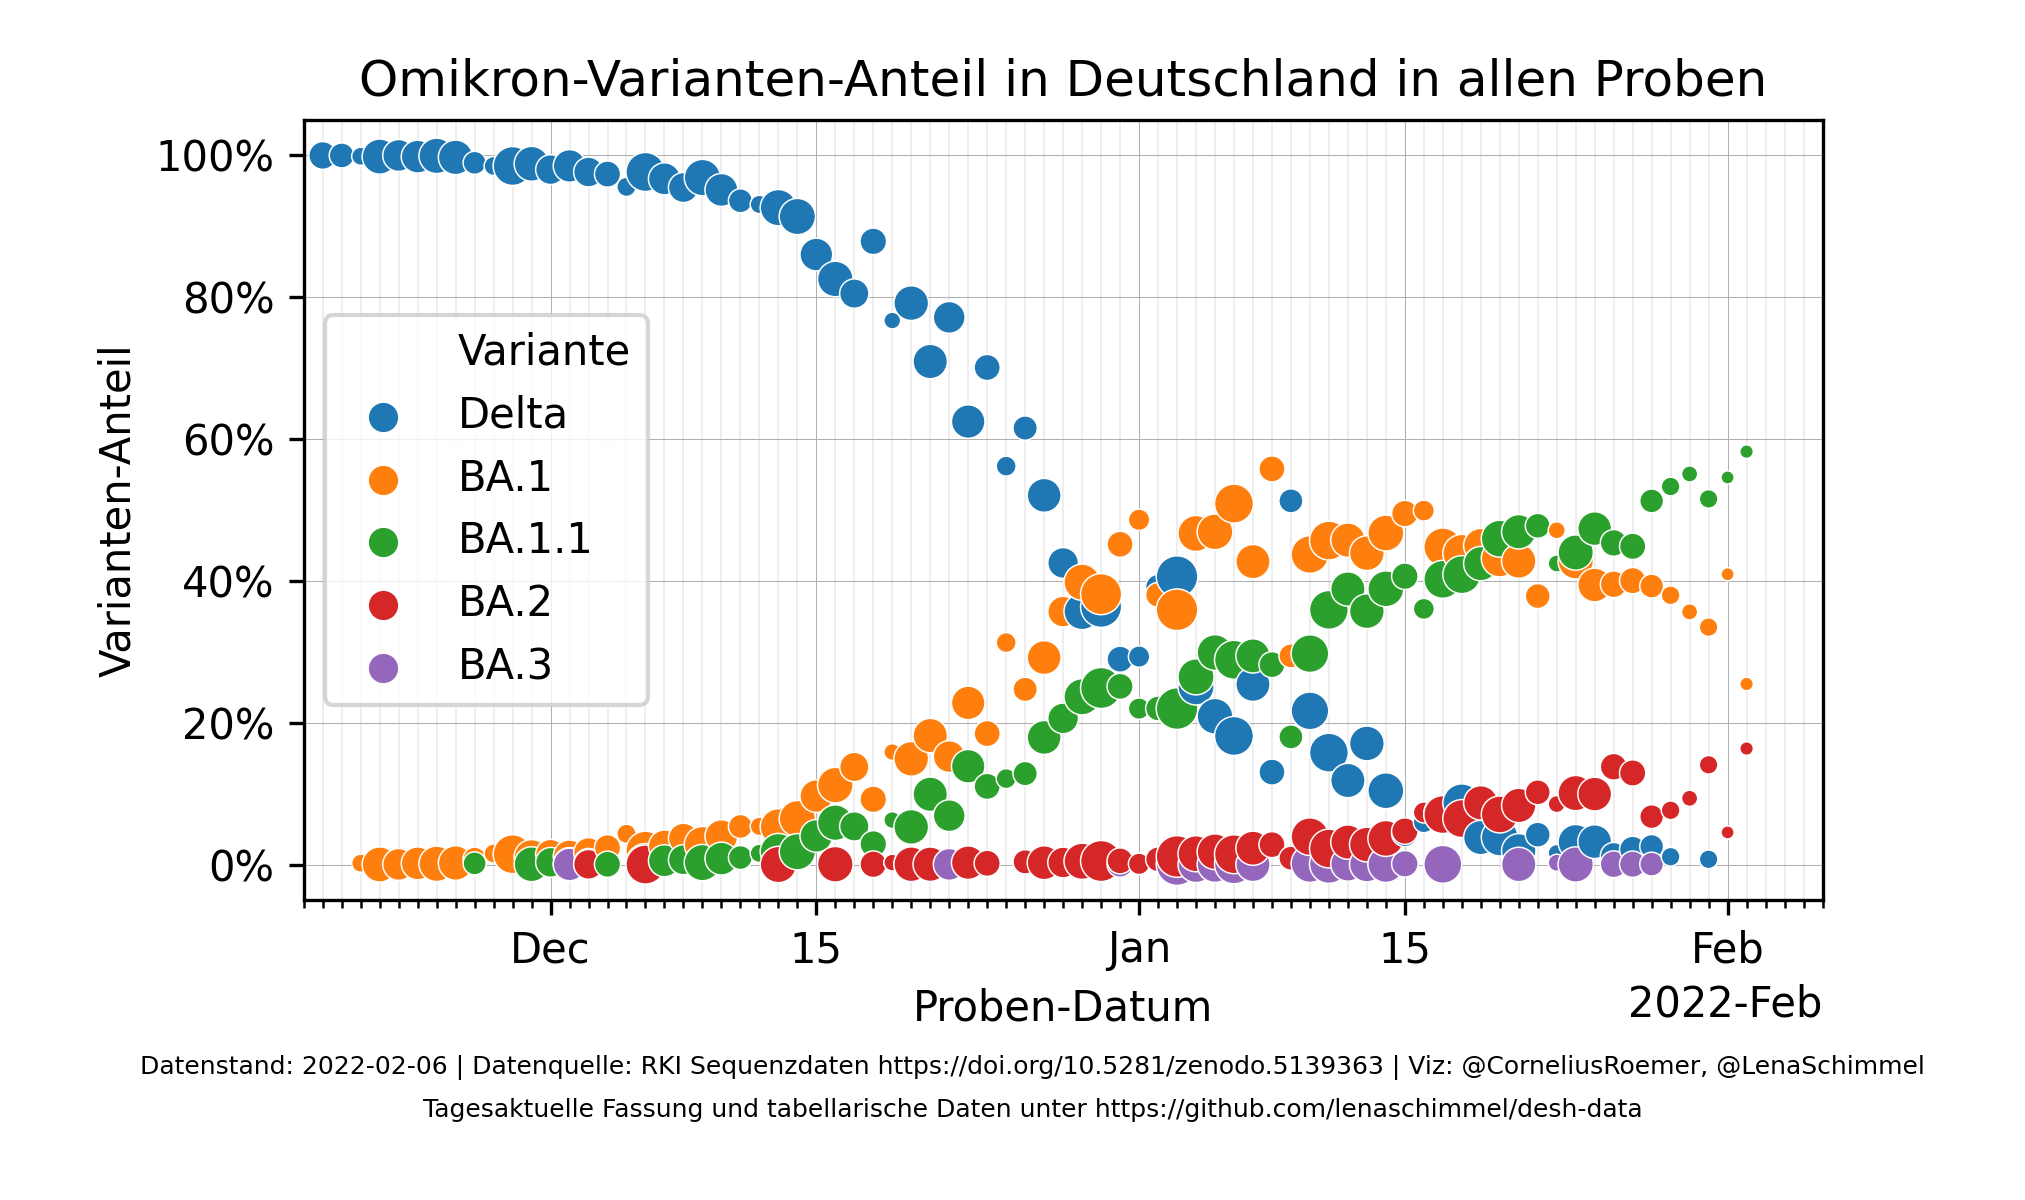 Omikron-Varianten-Anteil in Deutschland in allen Proben
Varianten-Anteil
100%
80%
60%
40%
20%
0%
Variante
Delta
BA.1
BA.1.1
BA.2
BA.3
Dec
15
Jan
15
Feb
Proben-Datum
2022-Feb
Datenstand: 2022-02-06 | Datenquelle: RKI Sequenzdaten https://doi.org/10.5281/zenodo.5139363 | Viz: @CorneliusRoemer, @LenaSchimmel
Tagesaktuelle Fassung und tabellarische Daten unter https://github.com/lenaschimmel/desh-data